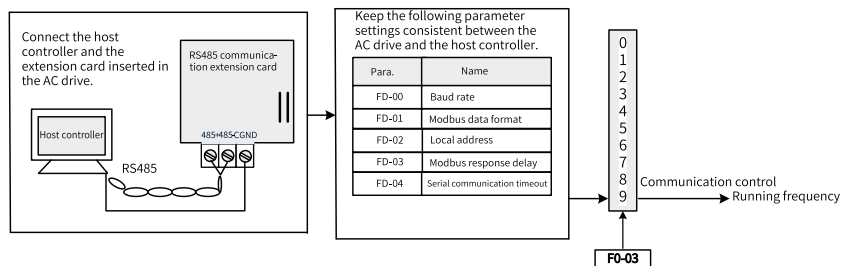 Connect the host
controller and the
extension card inserted in
the AC drive.
RS485 communica-
tion extension card
485+485-CGND
Host controller
RS485
Keep the following parameter
settings consistent between the
AC drive and the host controller.
Para. Name
FD-00 Baud rate
FD-01 Modbus data format
FD-02 Local address
FD-03 Modbus response delay
FD-04 Serial communication timeout
0
1
2
3
4
5
6
7
8
9
Communication control
Running frequency
F0-03